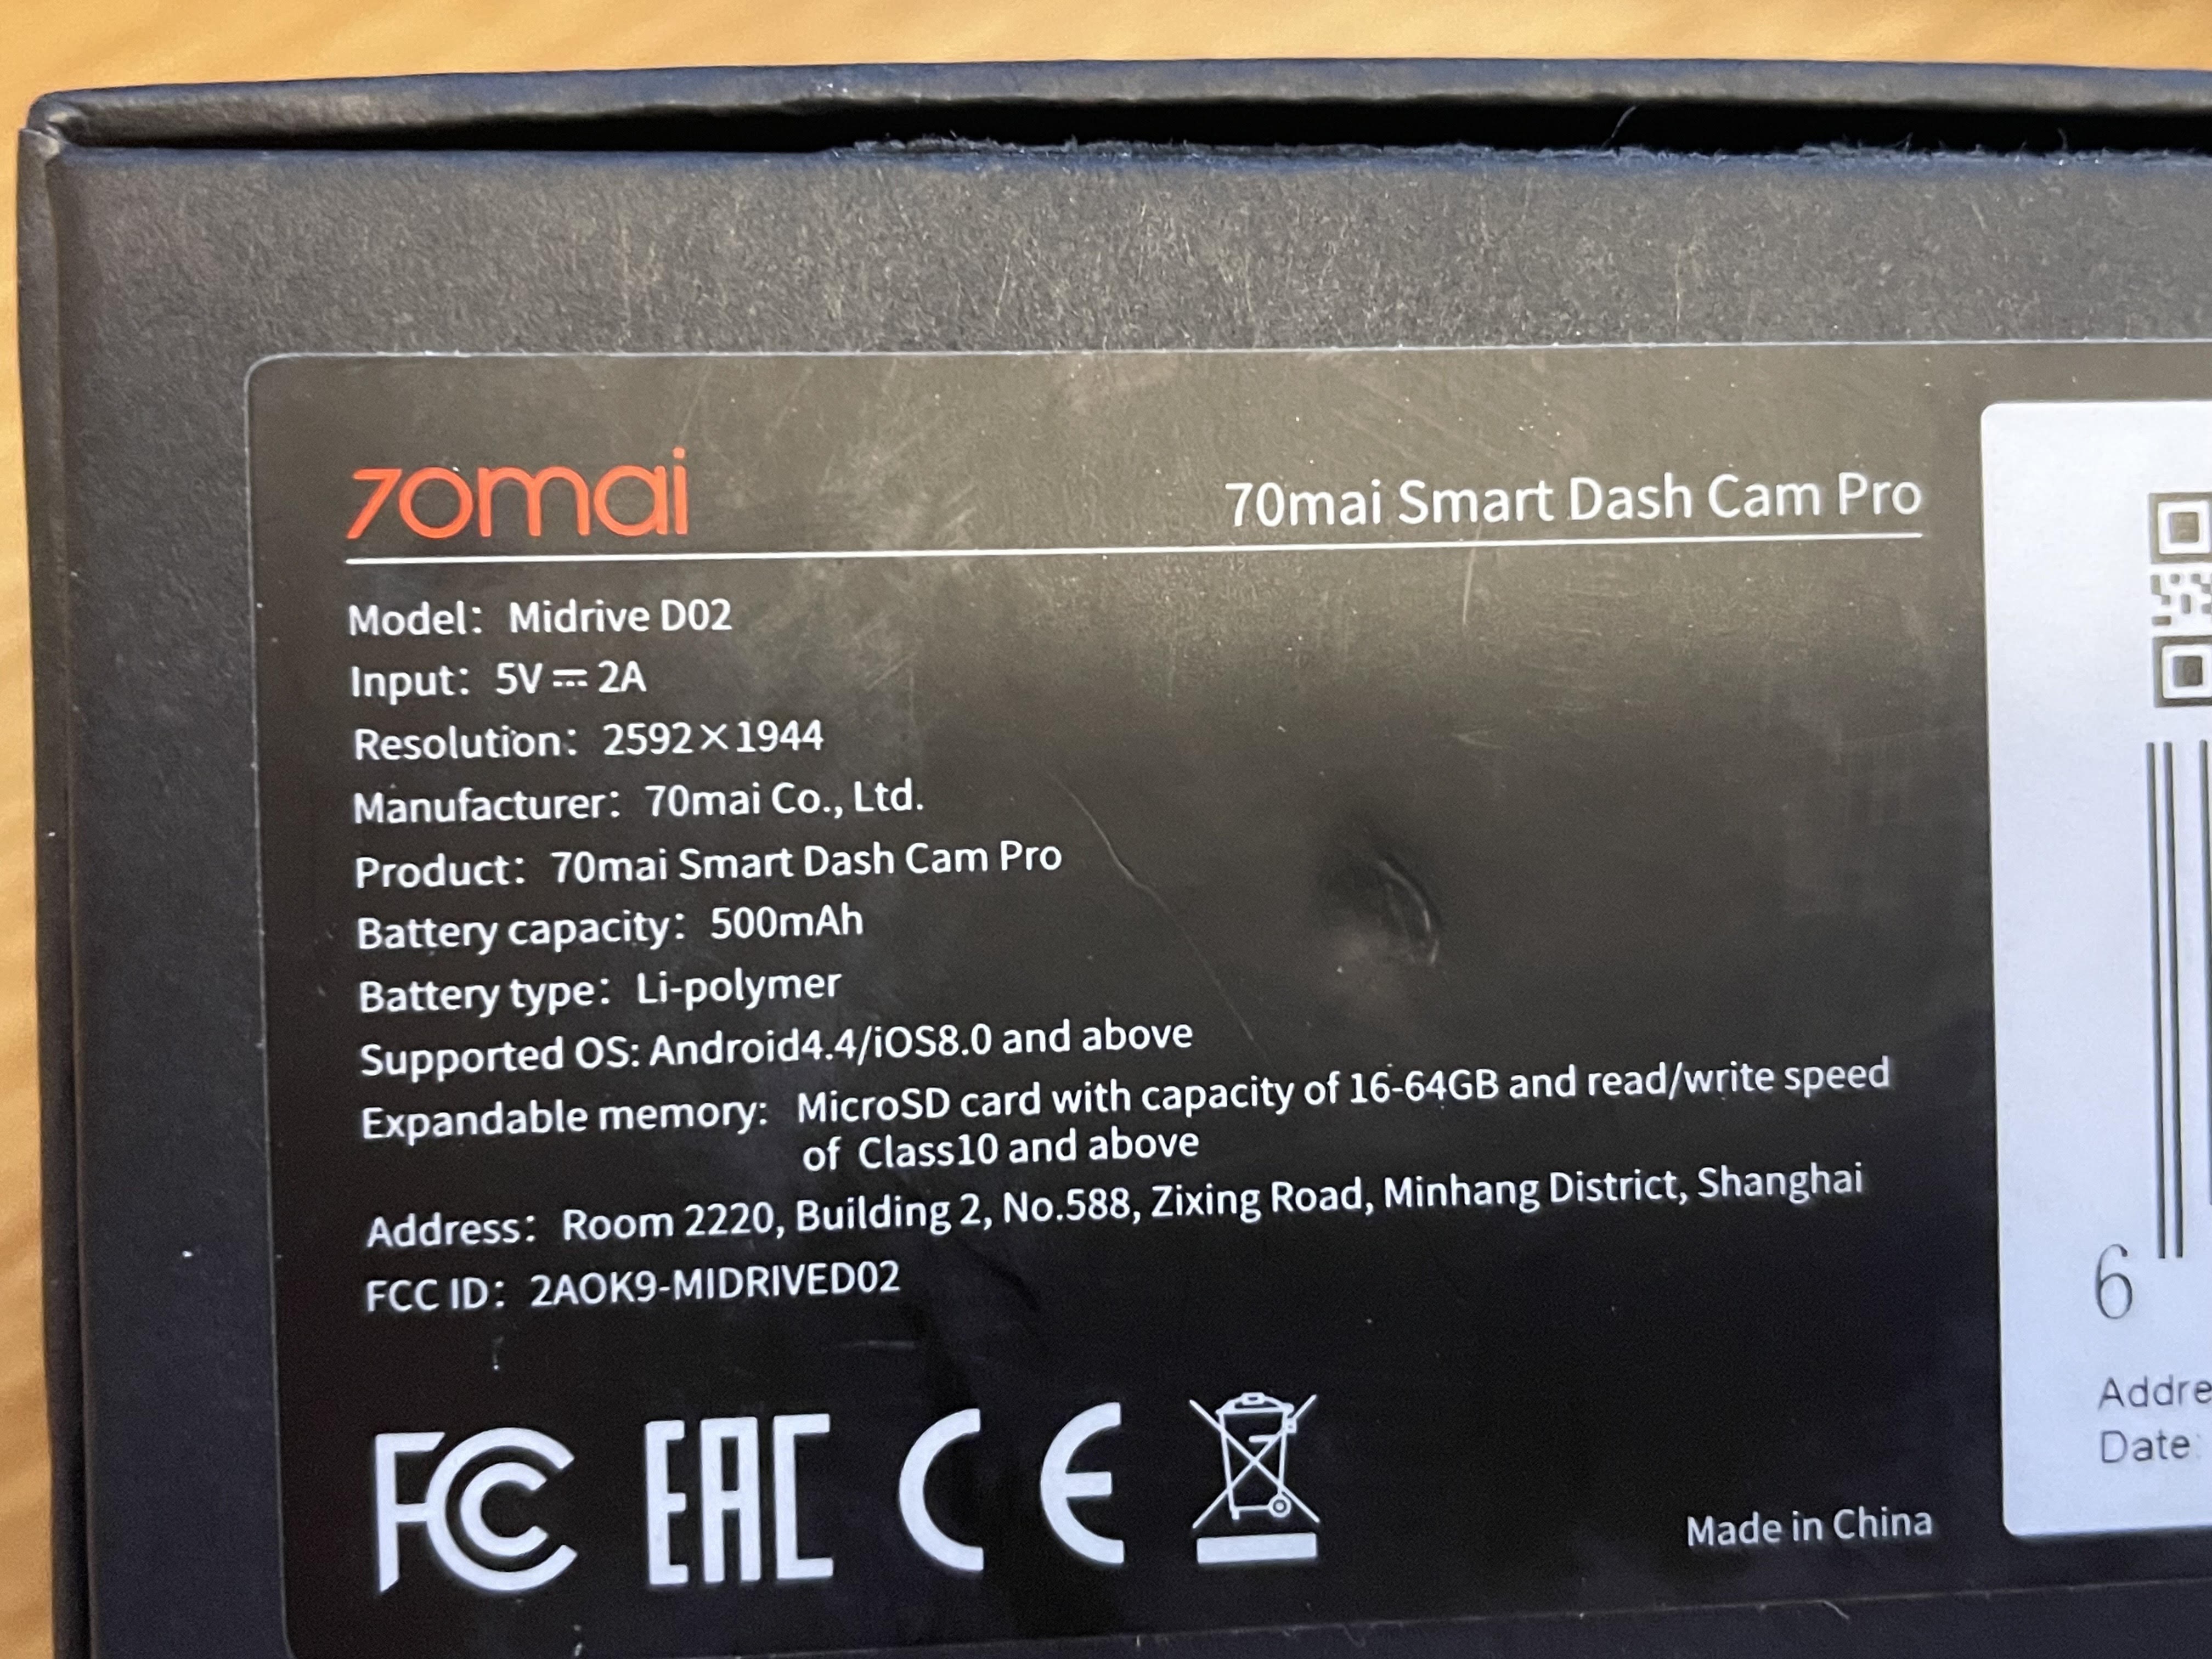 70mai
70mai Smart Dash Cam Pro
Model: Midrive D02
Input: 5V ⎓ 2A
Resolution: 2592×1944
Manufacturer: 70mai Co., Ltd.
Product: 70mai Smart Dash Cam Pro
Battery capacity: 500mAh
Battery type: Li-polymer
Supported OS: Android4.4/iOS8.0 and above
Expandable memory: MicroSD card with capacity of 16-64GB and read/write speed
of Class10 and above
Address: Room 2220, Building 2, No.588, Zixing Road, Minhang District, Shanghai
FCC ID: 2AOK9-MIDRIVED02
FC EAC CE
Made in China
6
Addre
Date: